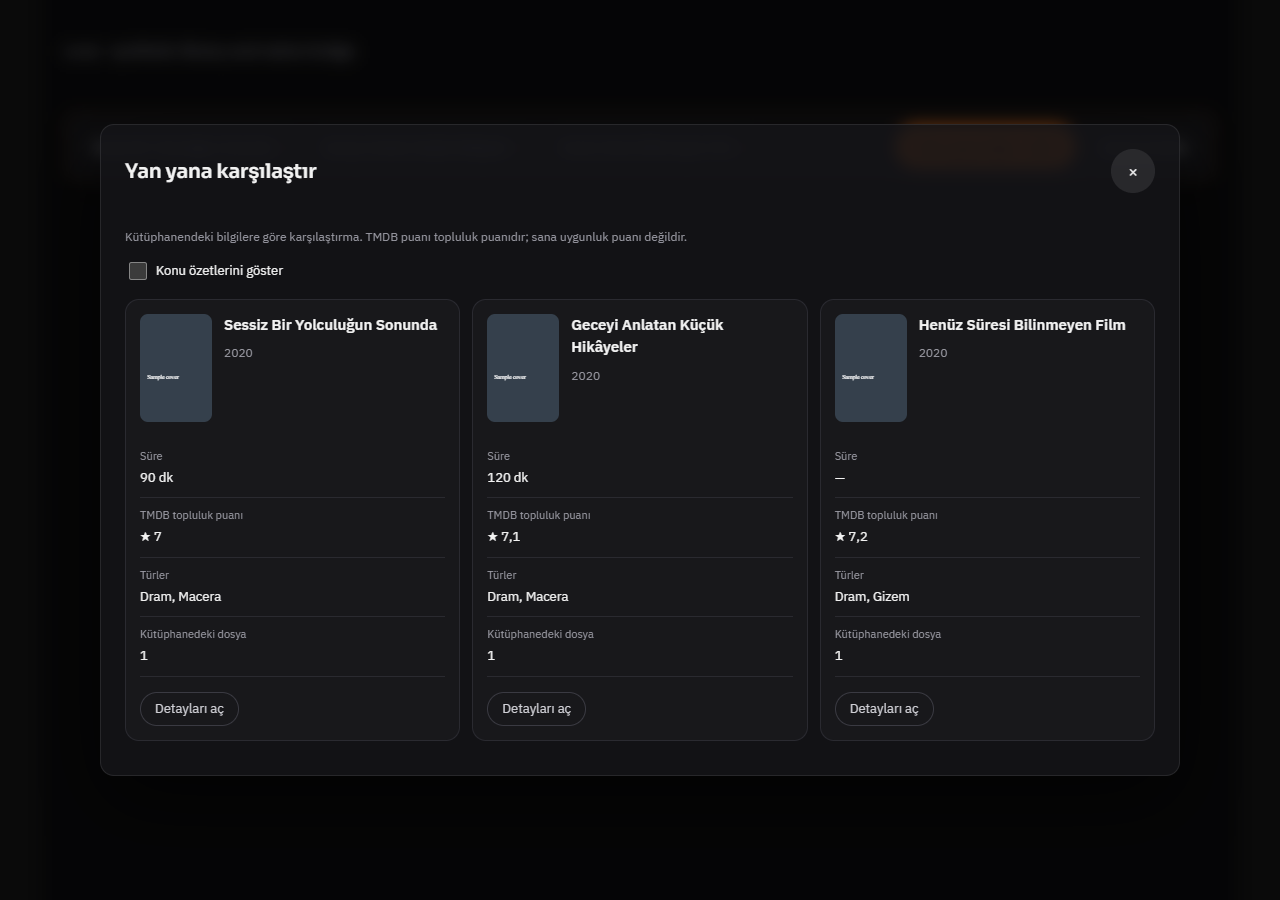 Yan yana karşılaştır
×
Kütüphanendeki bilgilere göre karşılaştırma. TMDB puanı topluluk puanıdır; sana uygunluk puanı değildir.
Konu özetlerini göster
Sample cover
Sessiz Bir Yolculuğun Sonunda
2020
Süre
90 dk
TMDB topluluk puanı
★ 7
Türler
Dram, Macera
Kütüphanedeki dosya
1
Detayları aç
Sample cover
Geceyi Anlatan Küçük
Hikâyeler
2020
Süre
120 dk
TMDB topluluk puanı
★ 7,1
Türler
Dram, Macera
Kütüphanedeki dosya
1
Detayları aç
Sample cover
Henüz Süresi Bilinmeyen Film
2020
Süre
—
TMDB topluluk puanı
★ 7,2
Türler
Dram, Gizem
Kütüphanedeki dosya
1
Detayları aç